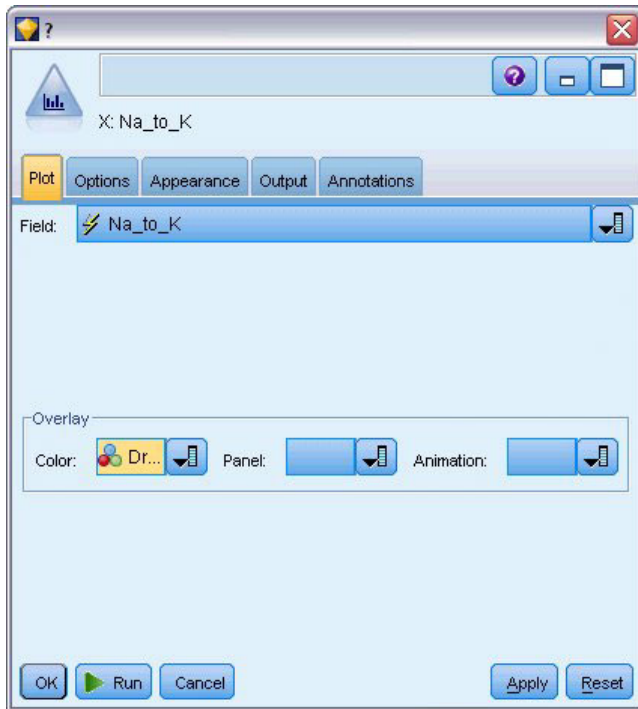 ?
X: Na_to_K
Plot Options Appearance Output Annotations
Field: Na_to_K
Overlay
Color: Dr... Panel: Animation:
OK Run Cancel Apply Reset